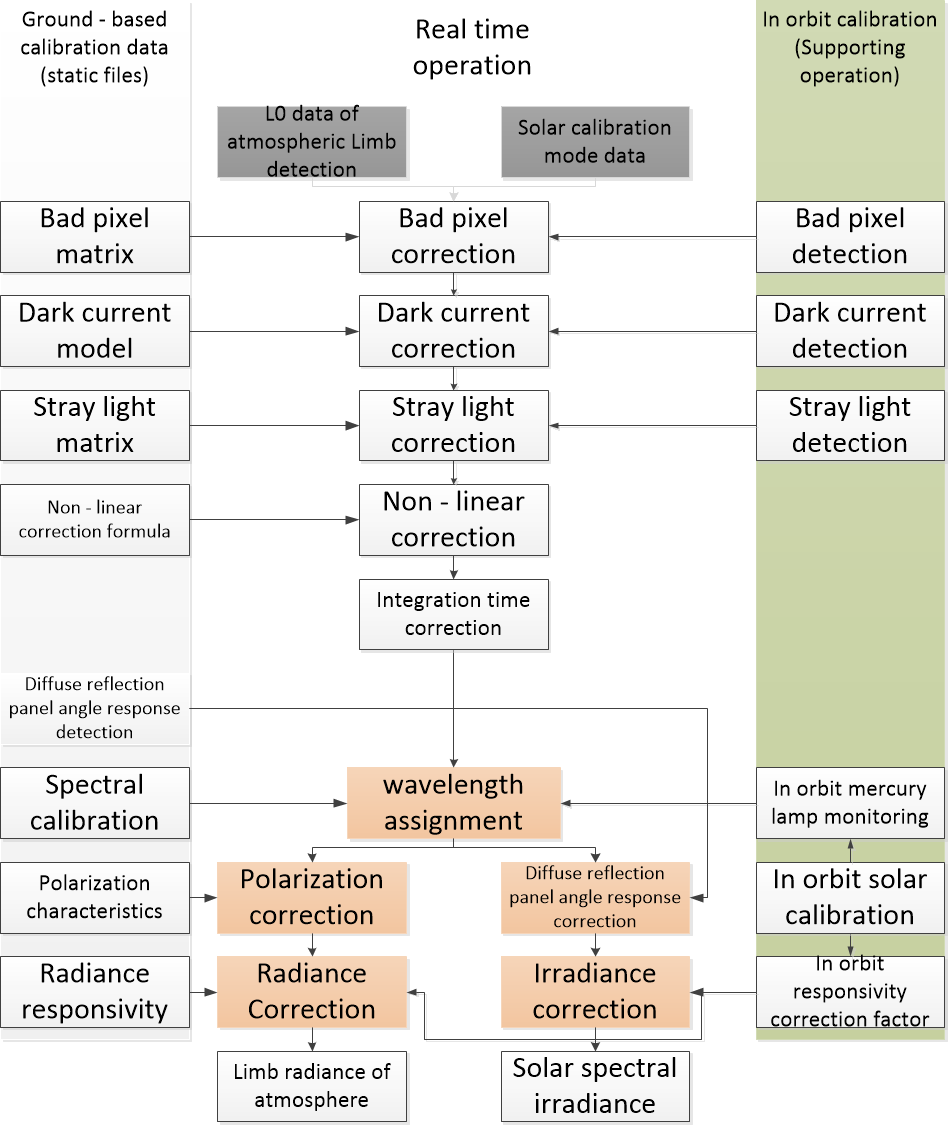 Ground - based
calibration data
(static files)
Real time
operation
In orbit calibration
(Supporting
operation)
L0 data of
atmospheric Limb
detection
Solar calibration
mode data
Bad pixel
matrix
Bad pixel
correction
Bad pixel
detection
Dark current
model
Dark current
correction
Dark current
detection
Stray light
matrix
Stray light
correction
Stray light
detection
Non - linear
correction formula
Non - linear
correction
Integration time
correction
Diffuse reflection
panel angle response
detection
Spectral
calibration
wavelength
assignment
In orbit mercury
lamp monitoring
Polarization
characteristics
Polarization
correction
Diffuse reflection
panel angle response
correction
In orbit solar
calibration
Radiance
responsivity
Radiance
Correction
Irradiance
correction
In orbit
responsivity
correction factor
Limb radiance of
atmosphere
Solar spectral
irradiance